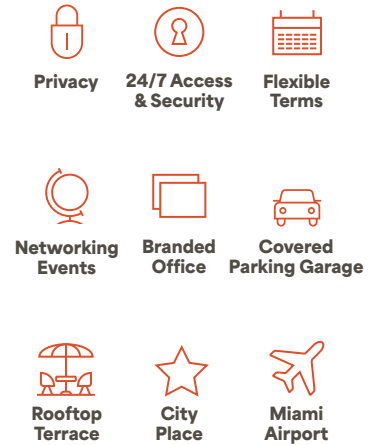 Privacy
24/7 Access
& Security
Flexible
Terms
Networking
Events
Branded
Office
Covered
Parking Garage
Rooftop
Terrace
City
Place
Miami
Airport